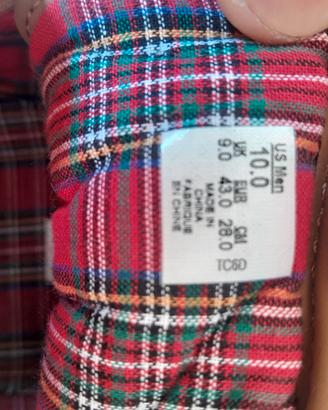 US Men
10.0
UK EUR CM
9.0 43.0 28.0
MADE IN
CHINA
FABRIQUÉ
EN CHINE
TC6D